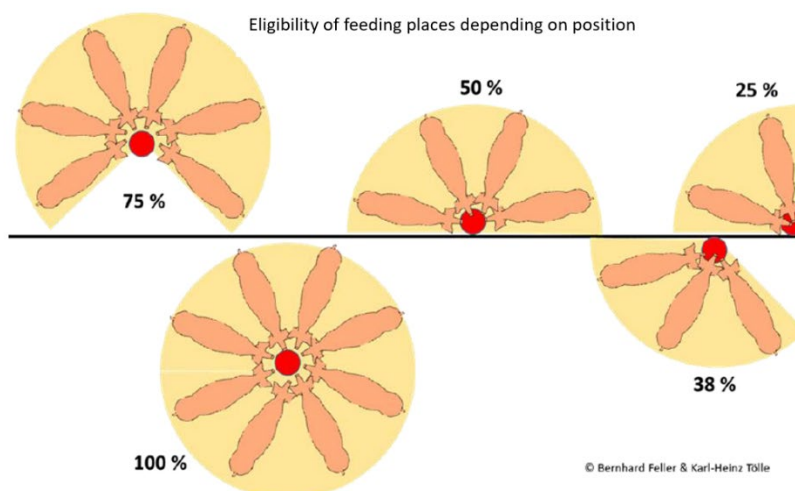 Eligibility of feeding places depending on position
50 %
25 %
75 %
38 %
100 %
© Bernhard Feller & Karl-Heinz Tölle